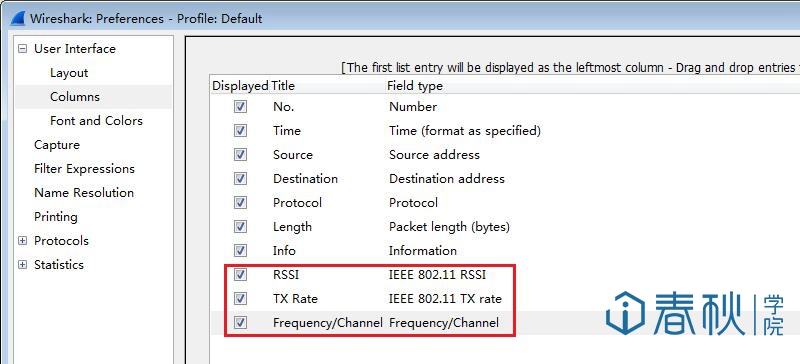 Wireshark: Preferences - Profile: Default
User Interface
Layout
Columns
Font and Colors
Capture
Filter Expressions
Name Resolution
Printing
Protocols
Statistics
[The first list entry will be displayed as the leftmost column - Drag and drop entries
Displayed Title Field type
No. Number
Time Time (format as specified)
Source Source address
Destination Destination address
Protocol Protocol
Length Packet length (bytes)
Info Information
RSSI IEEE 802.11 RSSI
TX Rate IEEE 802.11 TX rate
Frequency/Channel Frequency/Channel
春秋学院